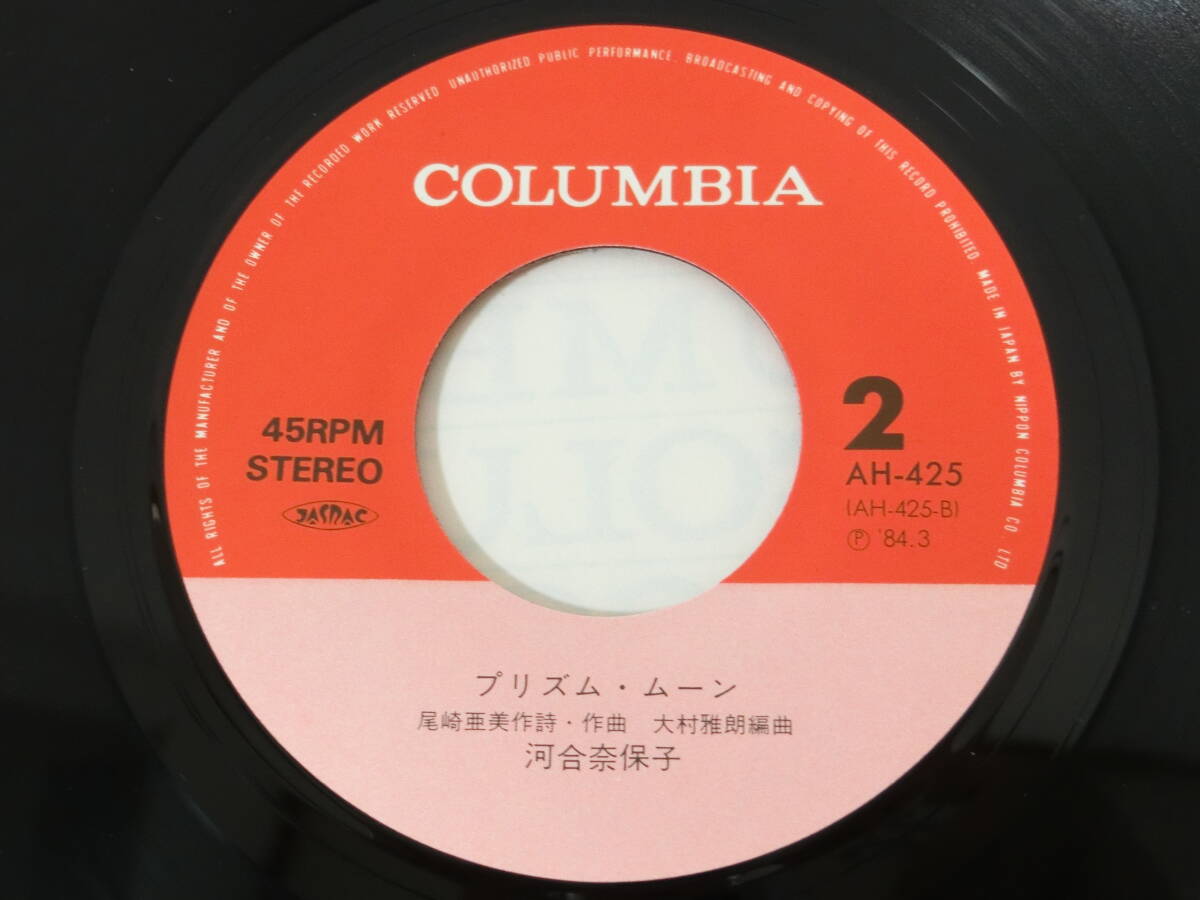 ALL RIGHTS OF THE MANUFACTURER AND OF THE OWNER OF THE RECORDED WORK RESERVED UNAUTHORIZED PUBLIC PERFORMANCE, BROADCASTING AND COPYING OF THIS RECORD PROHIBITED. MADE IN JAPAN BY NIPPON COLUMBIA CO., LTD
COLUMBIA
45RPM
STEREO
JASRAC
2
AH-425
(AH-425-B)
Ⓟ '84.3
プリズム・ムーン
尾崎亜美作詩・作曲 大村雅朗編曲
河合奈保子